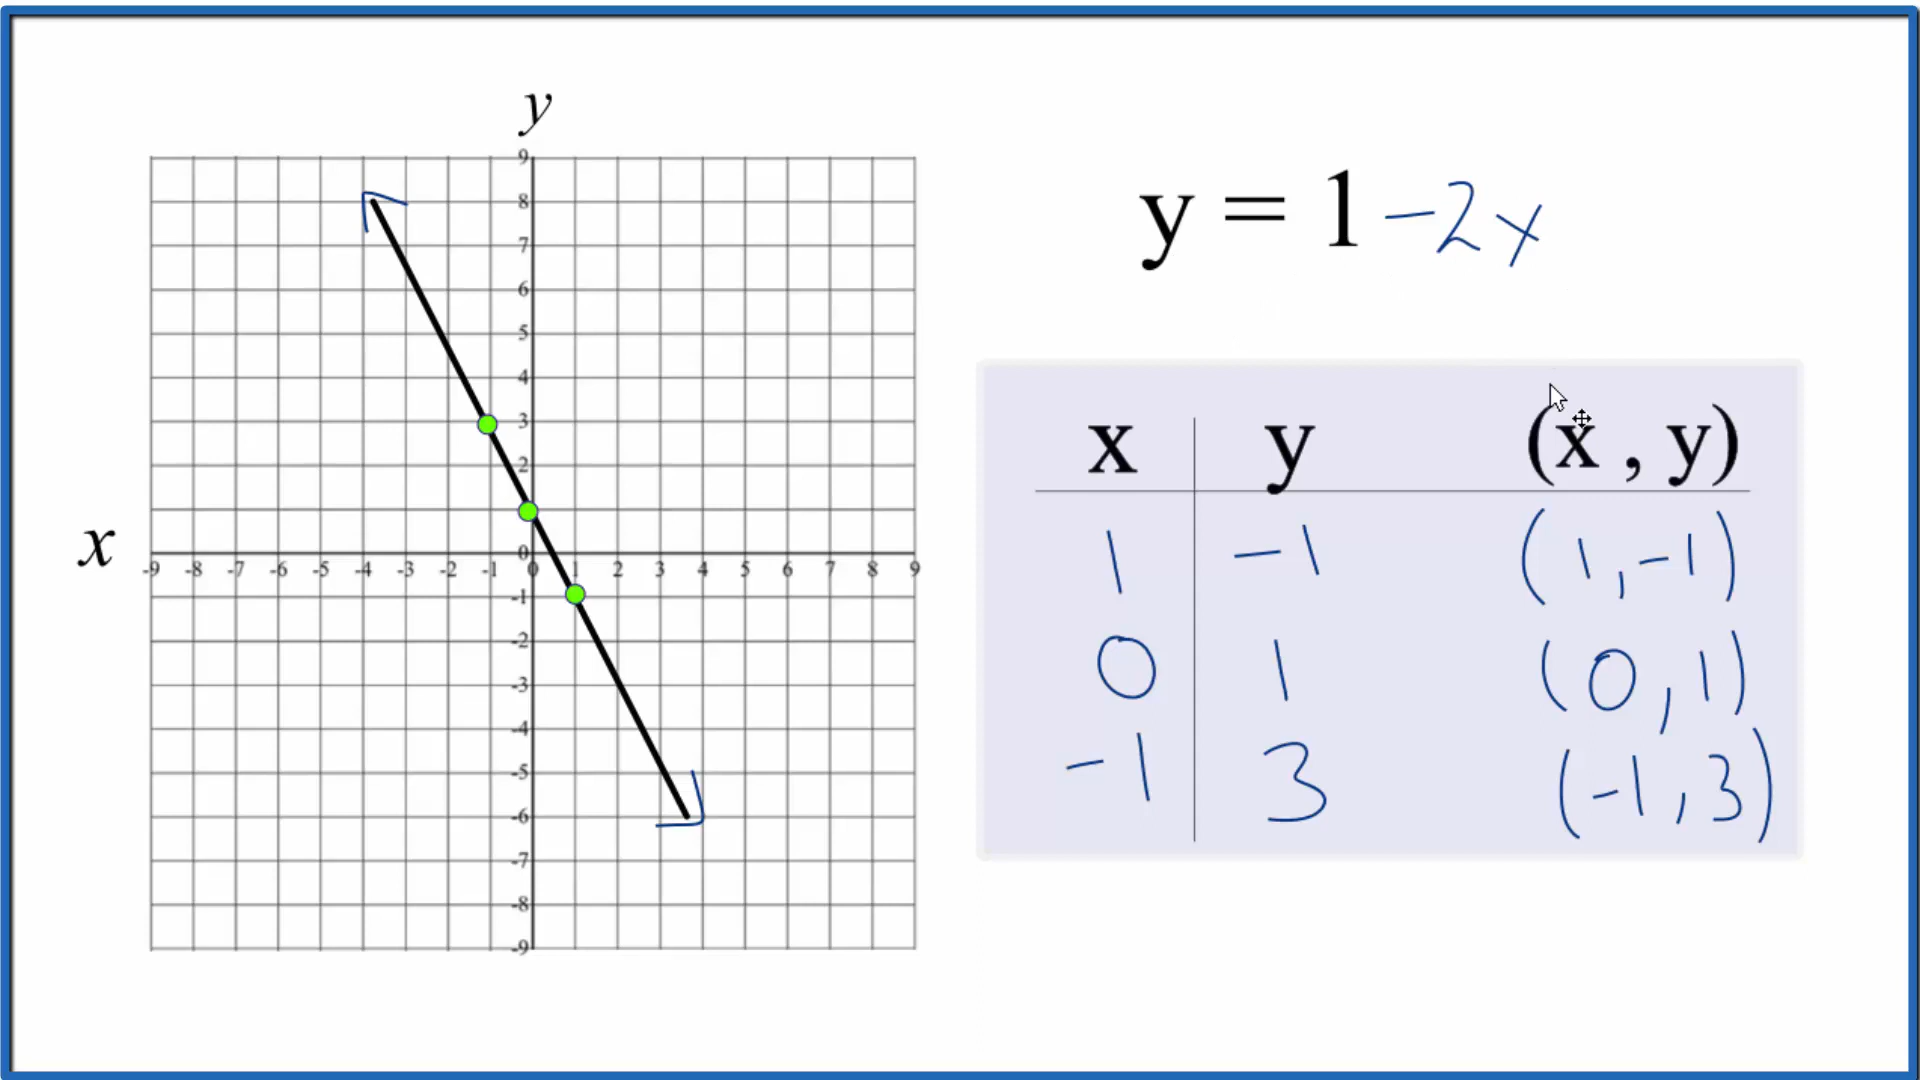 y
9
8
7
6
5
4
3
2
x
0
-9 -8 -7 -6 -5 -4 -3 -2 -1 0 2 3 4 5 6 7 8 9
-1
-2
-3
-4
-5
-6
-7
-8
-9
y = 1 -2x
x y (x , y)
1 -1 (1,-1)
0 1 (0,1)
-1 3 (-1,3)